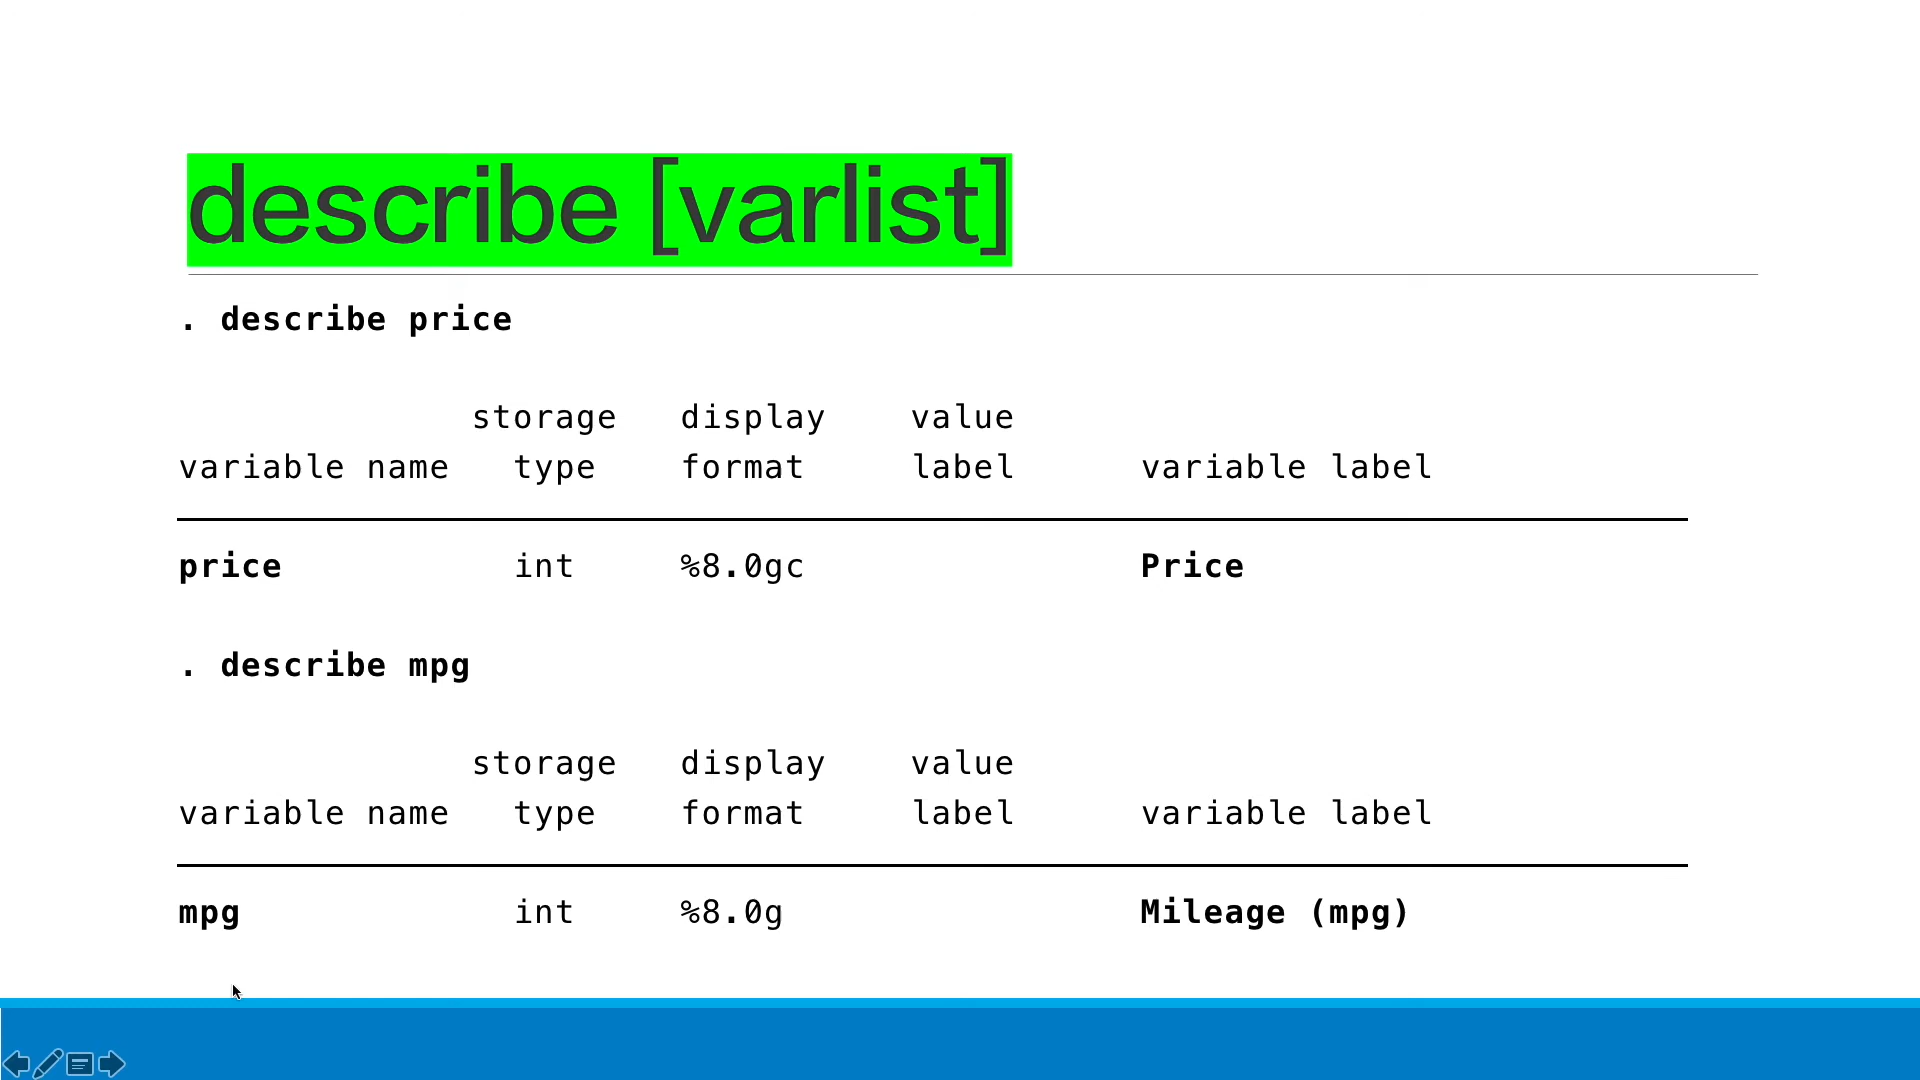 describe [varlist]
. describe price
storage display value
variable name type format label variable label
price int %8.0gc Price
. describe mpg
storage display value
variable name type format label variable label
mpg int %8.0g Mileage (mpg)